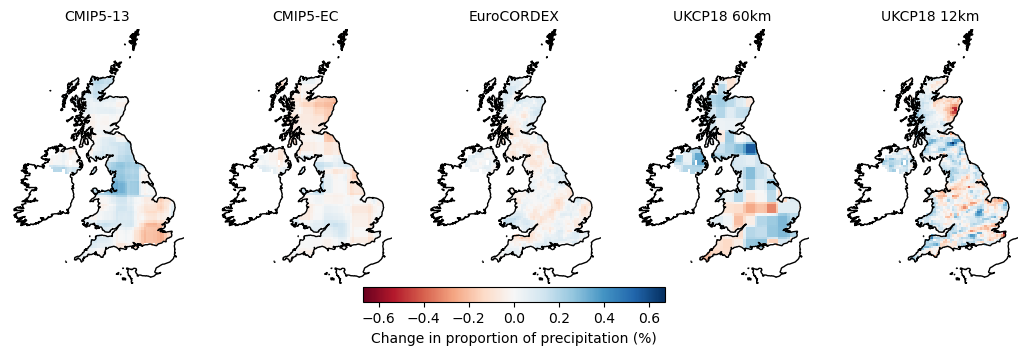 CMIP5-13 CMIP5-EC EuroCORDEX UKCP18 60km UKCP18 12km
−0.6 −0.4 −0.2 0.0 0.2 0.4 0.6
Change in proportion of precipitation (%)